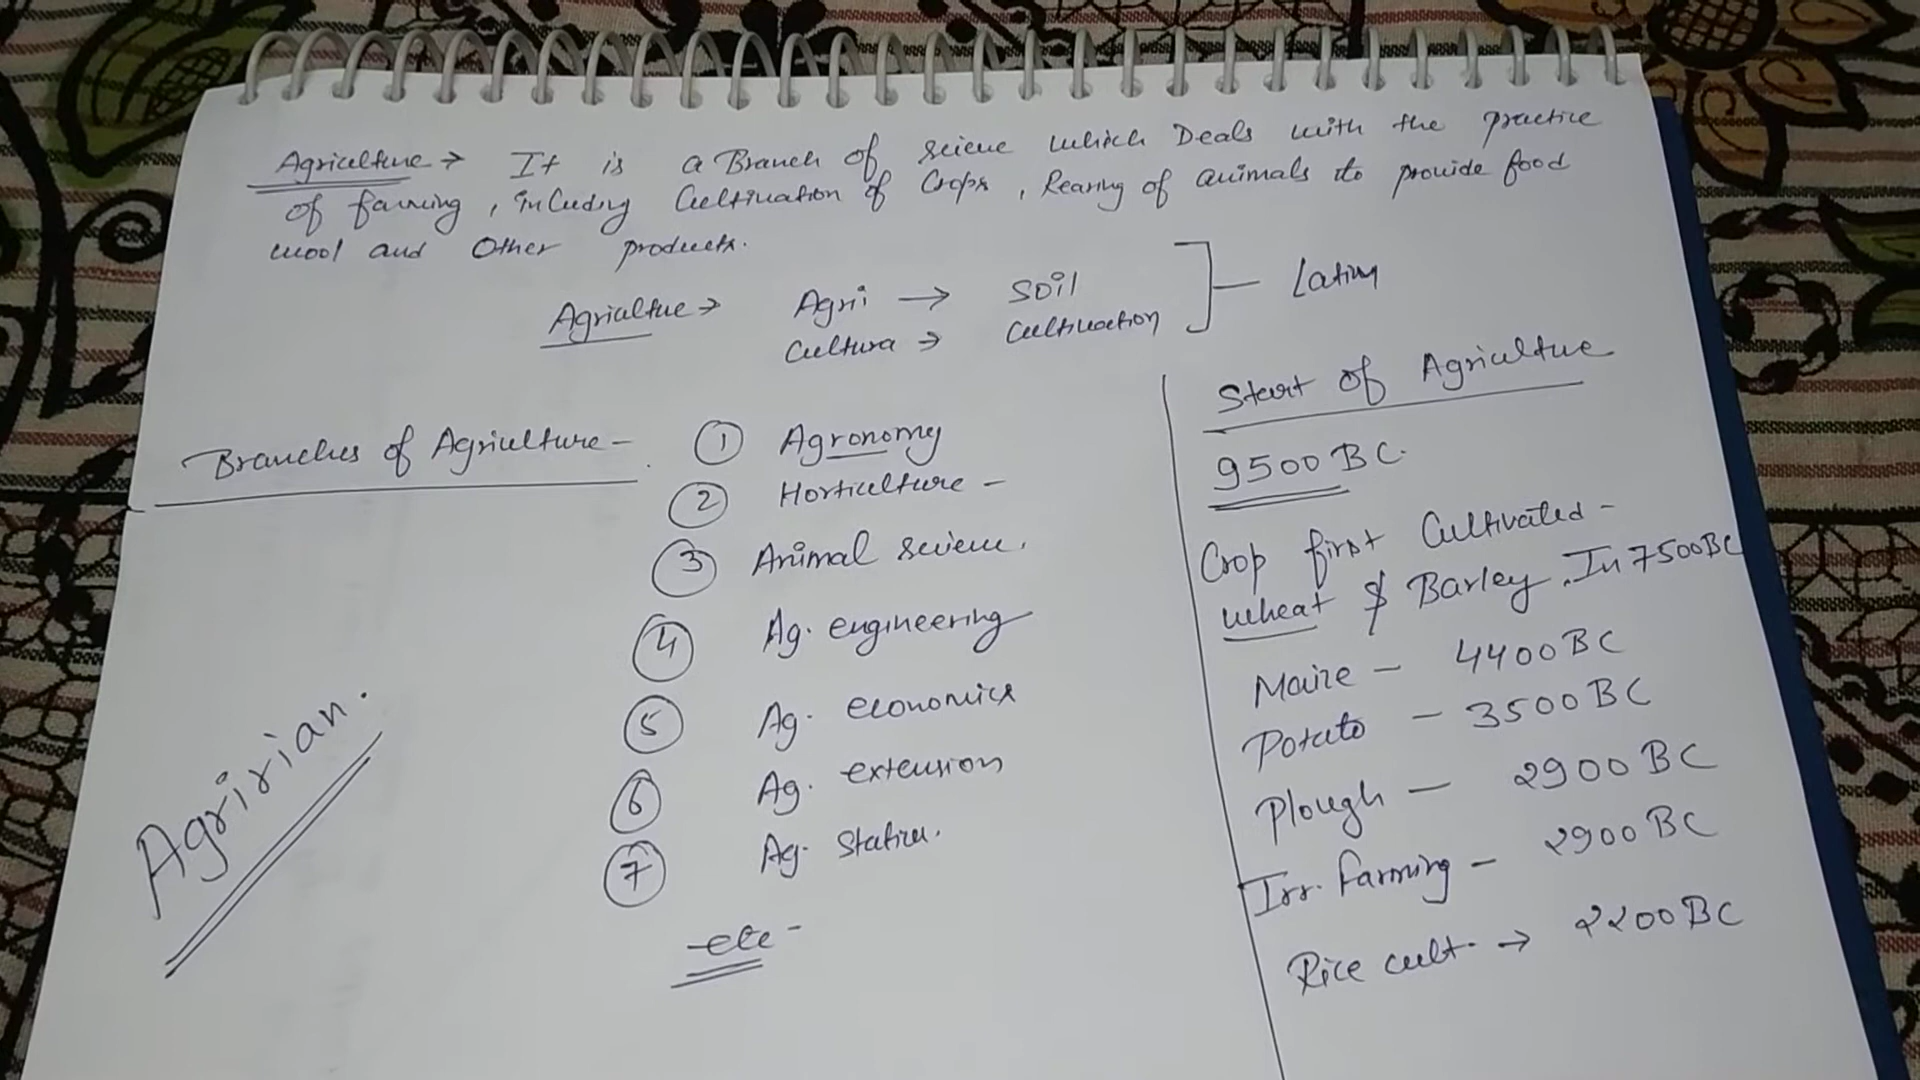 Agriculture → It is a Branch of science which Deals with the practice
of farming, including Cultivation of Crops, Rearing of animals to provide food
wool and Other products.
Agriculture → Agri → Soil
Cultura → Cultivation
Latin
Branches of Agriculture -
① Agronomy
② Horticulture -
③ Animal science.
④ Ag. engineering
⑤ Ag. economics
⑥ Ag. extension
⑦ Ag.
etc -
Agririan.
Start of Agriculture
9500 BC.
Crop first Cultivated -
wheat & Barley. In 7500BC
Maize - 4400 BC
Potato - 3500 BC
Plough - 2900 BC
Irr. farming - 2900 BC
Rice cult. → 2200 BC